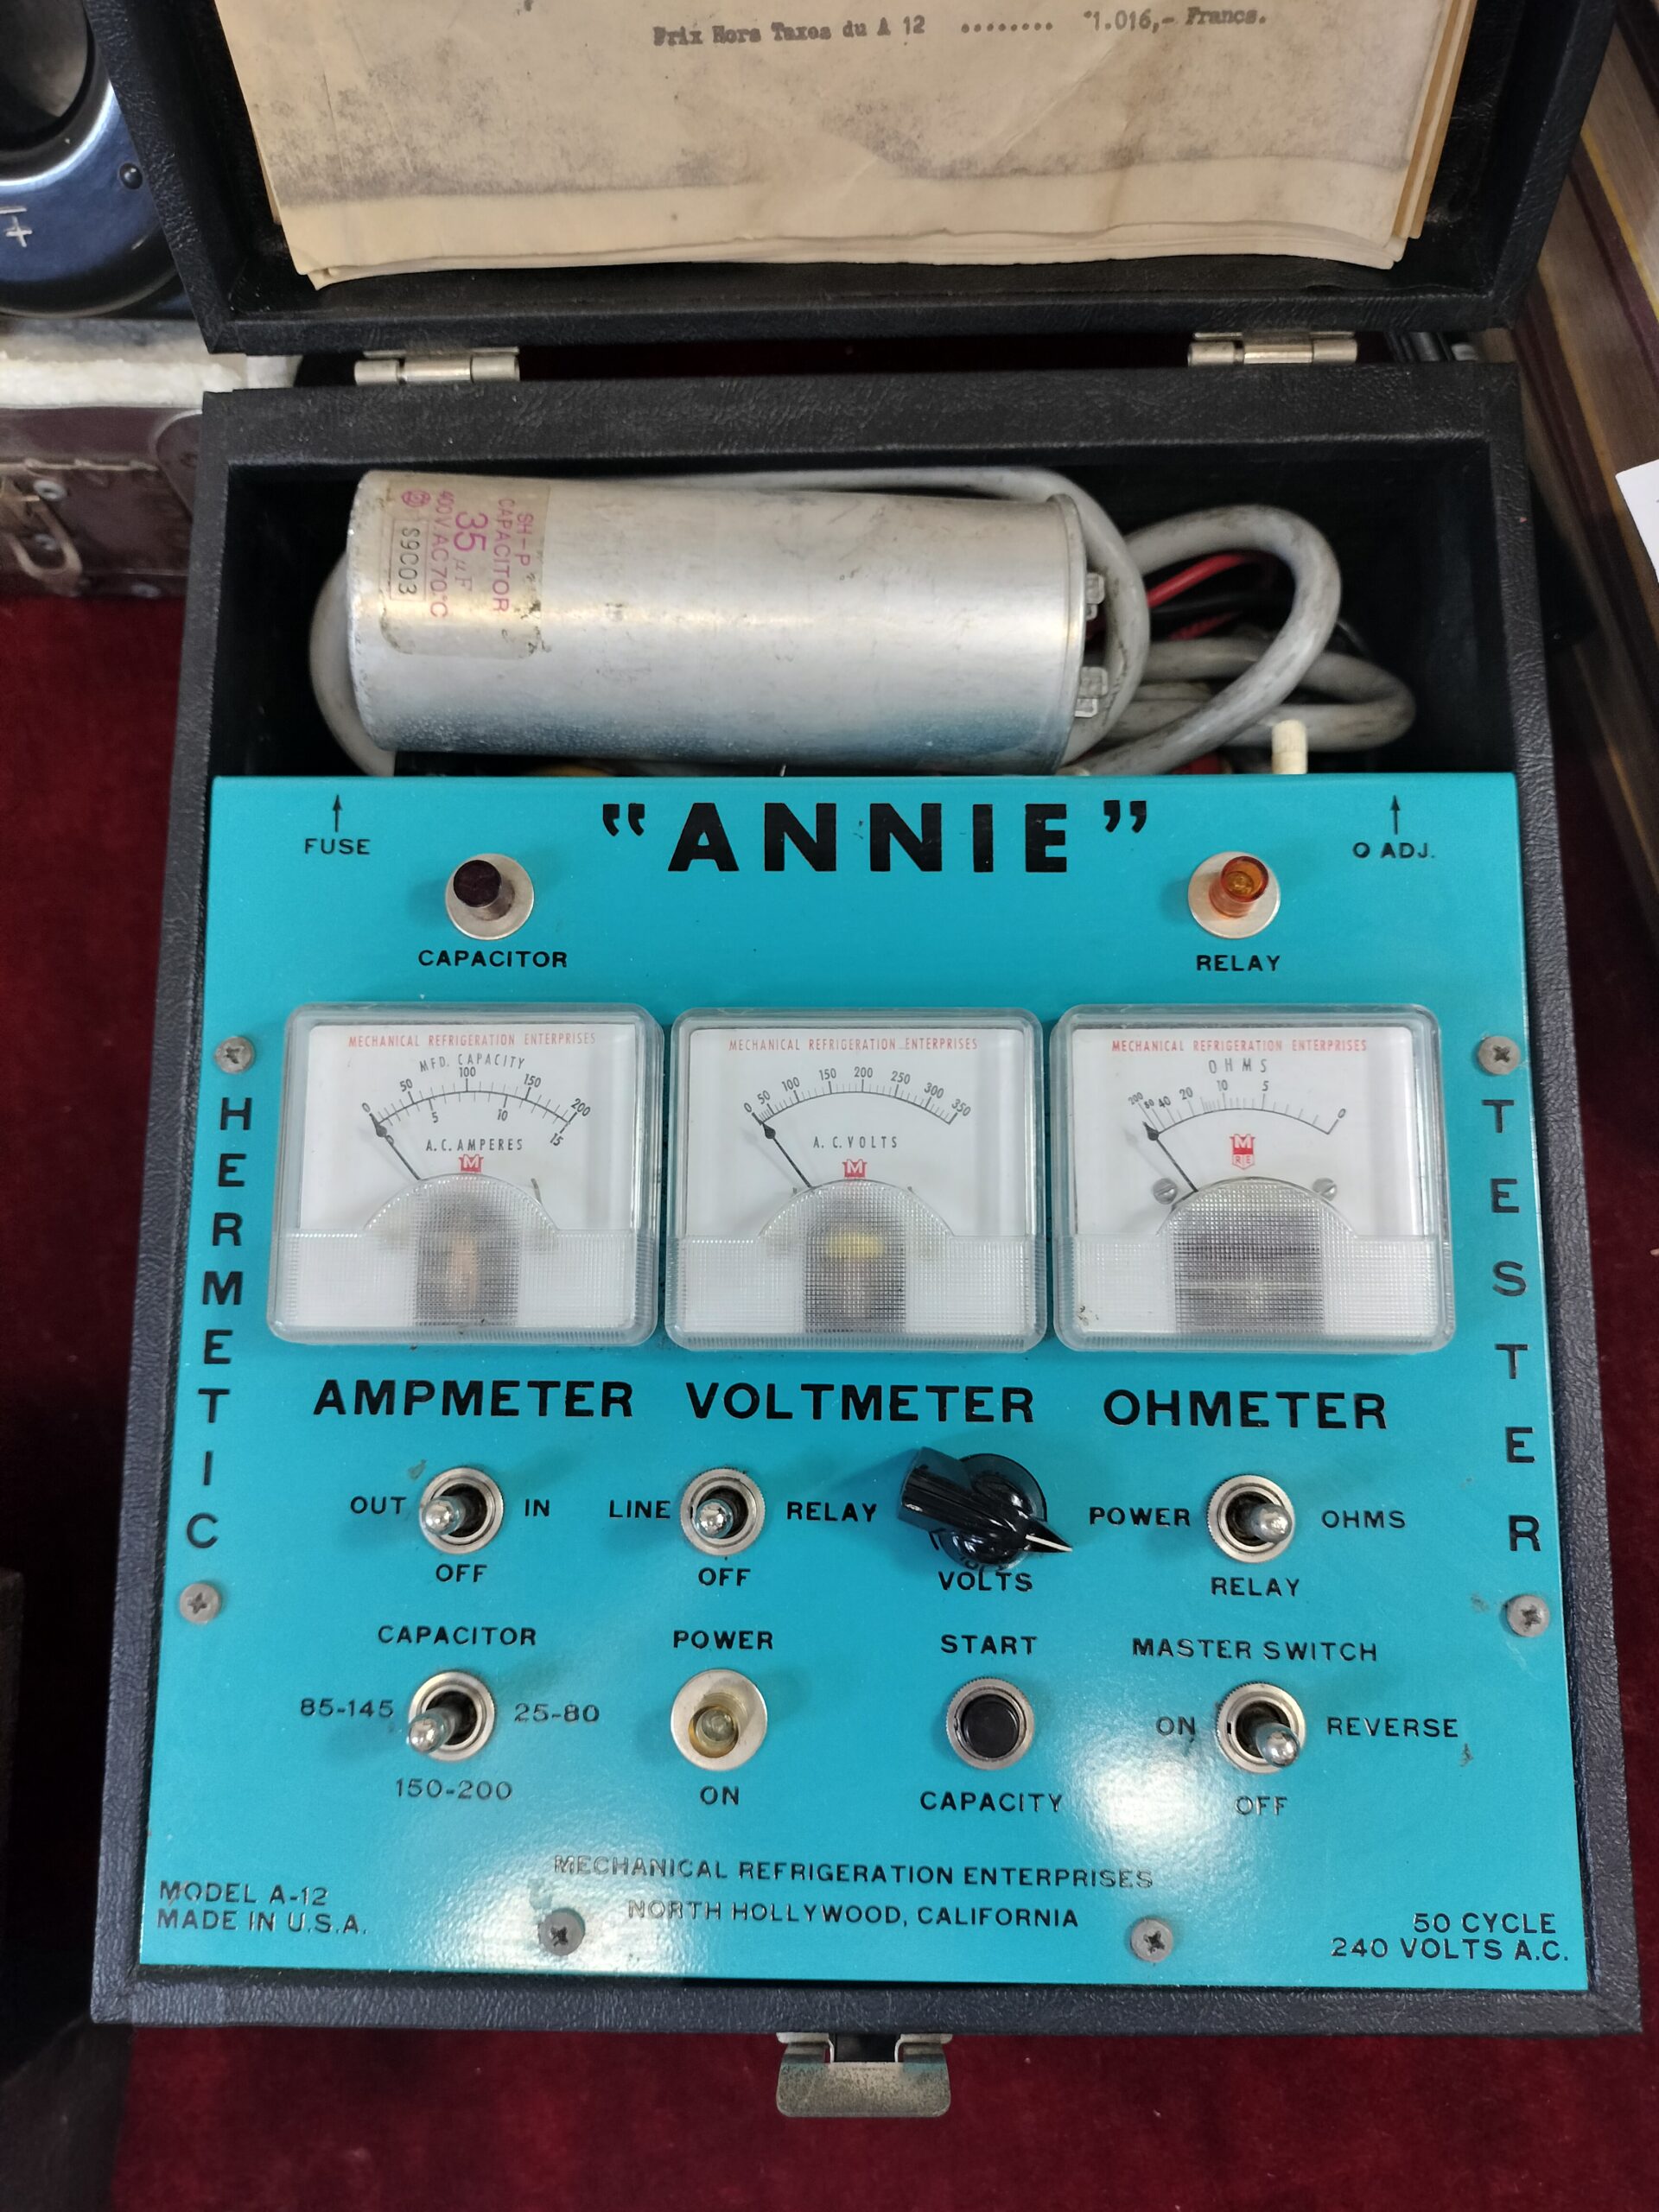 Prix Hors Taxes du A 12 ........ 1.016,- Francs.
SH-P
CAPACITOR
35 µF
400VAC 70°C
S9C03
FUSE
"ANNIE"
O ADJ.
CAPACITOR
RELAY
HERMETIC
TESTER
MECHANICAL REFRIGERATION ENTERPRISES
MFD. CAPACITY
0 50 100 150 200
0 5 10 15
A.C. AMPERES
M
MECHANICAL REFRIGERATION ENTERPRISES
0 50 100 150 200 250 300 350
A.C. VOLTS
M
MECHANICAL REFRIGERATION ENTERPRISES
OHMS
200 80 40 20 10 5 0
M
R E
AMPMETER
VOLTMETER
OHMETER
OUT IN
OFF
LINE RELAY
OFF
VOLTS
POWER OHMS
RELAY
CAPACITOR
85-145 25-80
150-200
POWER
ON
START
CAPACITY
MASTER SWITCH
ON REVERSE
OFF
MECHANICAL REFRIGERATION ENTERPRISES
NORTH HOLLYWOOD, CALIFORNIA
MODEL A-12
MADE IN U.S.A.
50 CYCLE
240 VOLTS A.C.